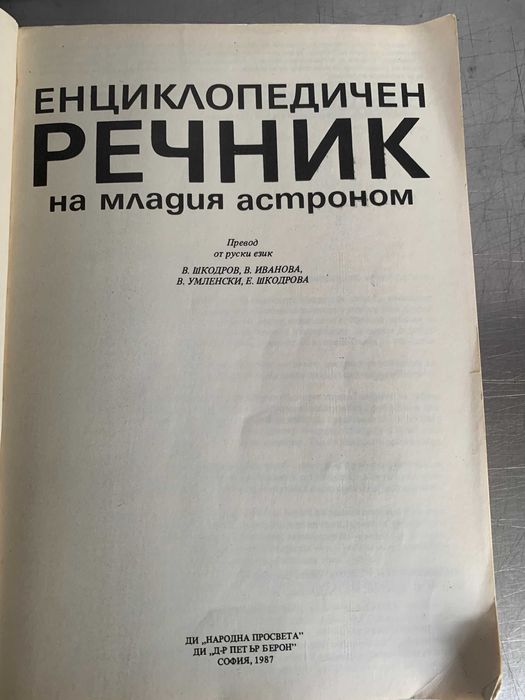 ЕНЦИКЛОПЕДИЧЕН
РЕЧНИК
на младия астроном
Превод
от руски език
В. ШКОДРОВ, В. ИВАНОВА,
В. УМЛЕНСКИ, Е. ШКОДРОВА
ДИ „НАРОДНА ПРОСВЕТА"
ДИ „Д-Р ПЕТЪР БЕРОН"
СОФИЯ, 1987